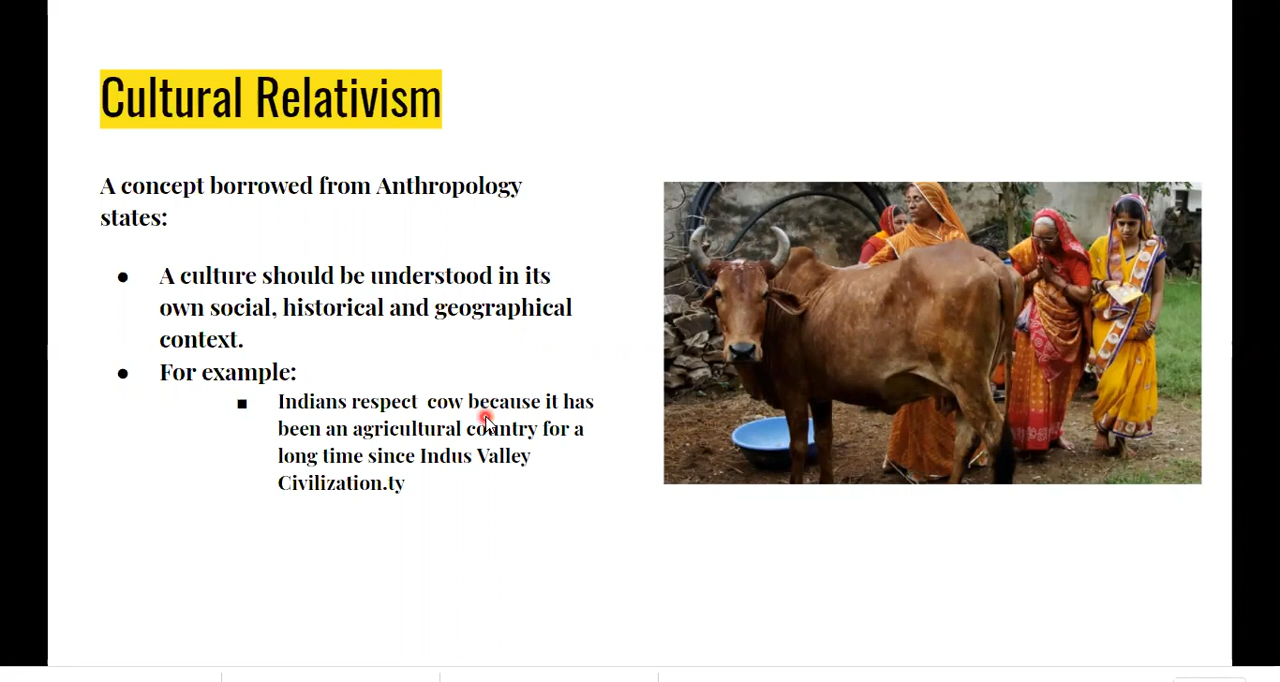 Cultural Relativism
A concept borrowed from Anthropology
states:
● A culture should be understood in its
own social, historical and geographical
context.
● For example:
■ Indians respect cow because it has
been an agricultural country for a
long time since Indus Valley
Civilization.ty